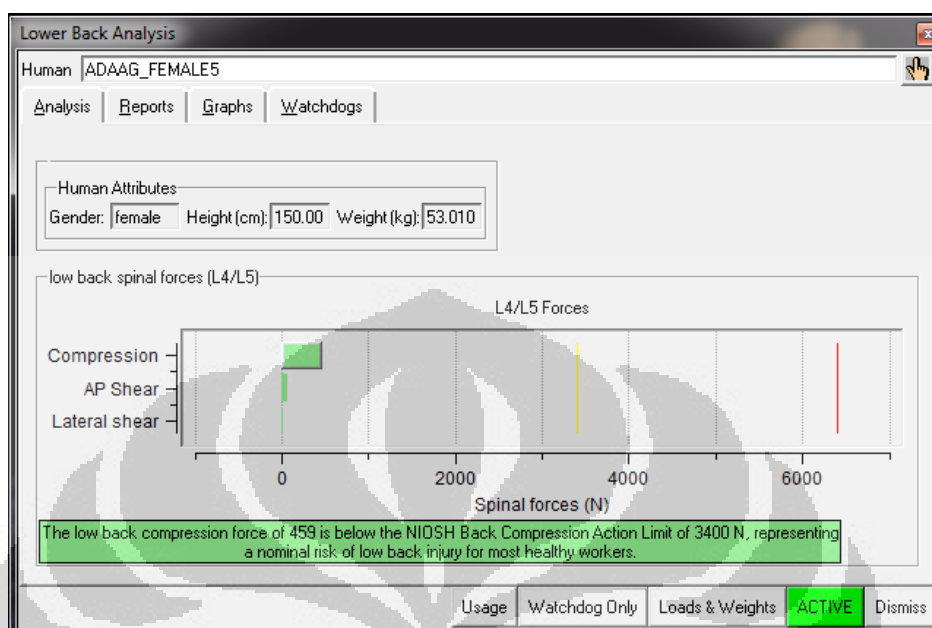 Lower Back Analysis
Human ADAAG_FEMALE5
Analysis Reports Graphs Watchdogs
Human Attributes
Gender: female Height (cm): 150.00 Weight (kg): 53.010
low back spinal forces (L4/L5)
L4/L5 Forces
Compression
AP Shear
Lateral shear
0 2000 4000 6000
Spinal forces (N)
The low back compression force of 459 is below the NIOSH Back Compression Action Limit of 3400 N, representing
a nominal risk of low back injury for most healthy workers.
Usage Watchdog Only Loads & Weights ACTIVE Dismiss